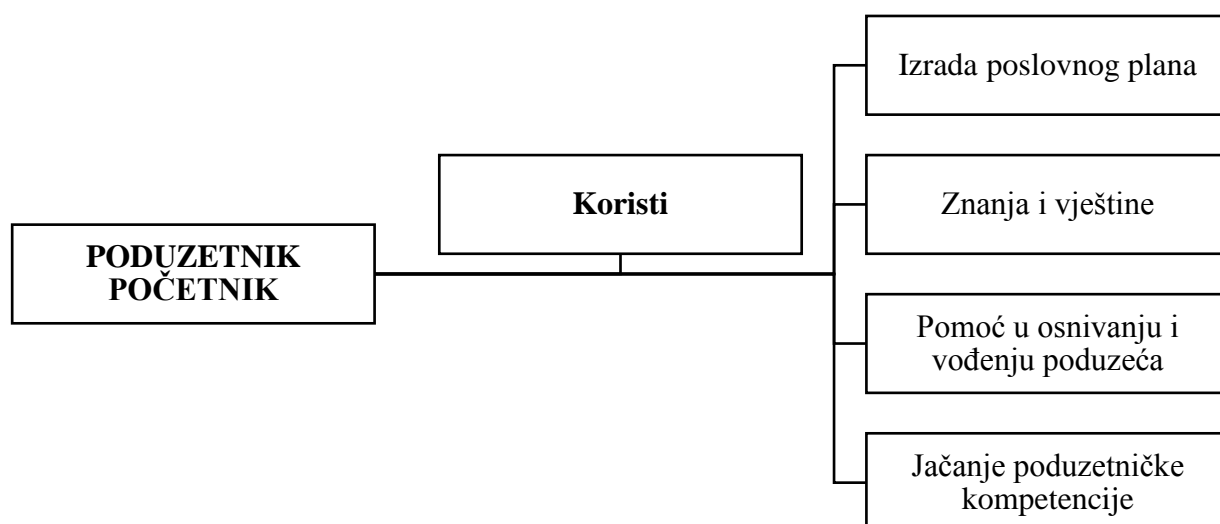 Izrada poslovnog plana
Koristi
Znanja i vještine
PODUZETNIK
POČETNIK
Pomoć u osnivanju i
vođenju poduzeća
Jačanje poduzetničke
kompetencije